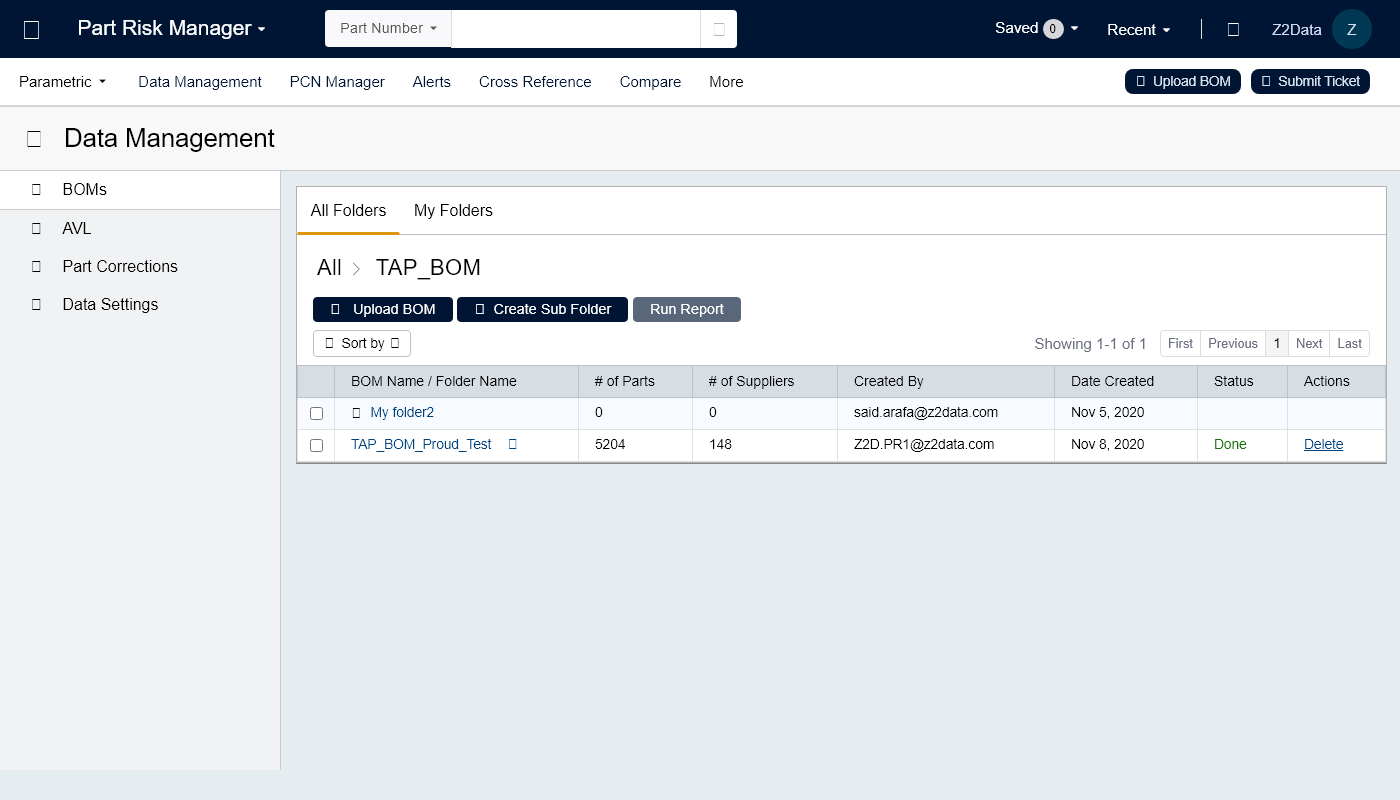 Part Risk Manager
Part Number
Saved 0
Recent
Z2Data
Z
Parametric
Data Management
PCN Manager
Alerts
Cross Reference
Compare
More
Upload BOM
Submit Ticket
Data Management
BOMs
AVL
Part Corrections
Data Settings
All Folders
My Folders
All
TAP_BOM
Upload BOM
Create Sub Folder
Run Report
Sort by
Showing 1-1 of 1
First Previous 1 Next Last
BOM Name / Folder Name # of Parts # of Suppliers Created By Date Created Status Actions
My folder2 0 0 said.arafa@z2data.com Nov 5, 2020
TAP_BOM_Proud_Test 5204 148 Z2D.PR1@z2data.com Nov 8, 2020 Done Delete